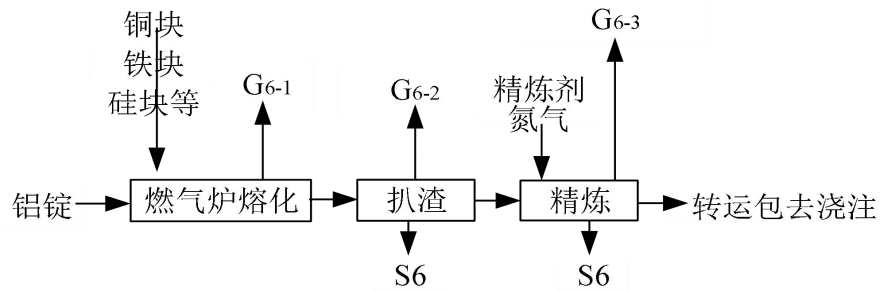 铜块
铁块
硅块等
G6-1
G6-2
精炼剂
氮气
G6-3
铝锭
燃气炉熔化
扒渣
精炼
转运包去浇注
S6
S6